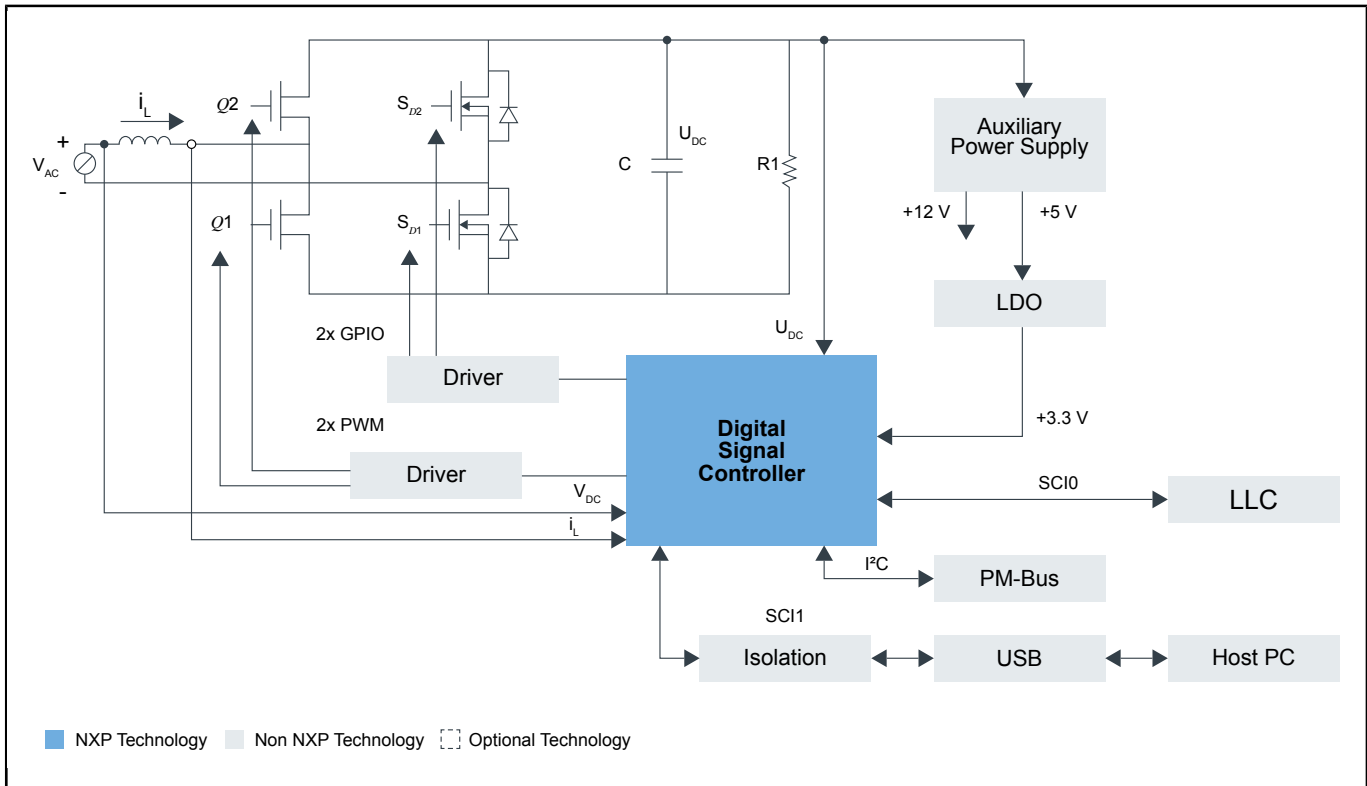 iL
Q2
SD2
+
VAC
-
UDC
C
R1
Auxiliary
Power Supply
Q1
SD1
+12 V
+5 V
LDO
2x GPIO
UDC
Driver
Digital
Signal
Controller
+3.3 V
2x PWM
Driver
VDC
iL
SCI0
LLC
I²C
PM-Bus
SCI1
Isolation
USB
Host PC
NXP Technology
Non NXP Technology
Optional Technology